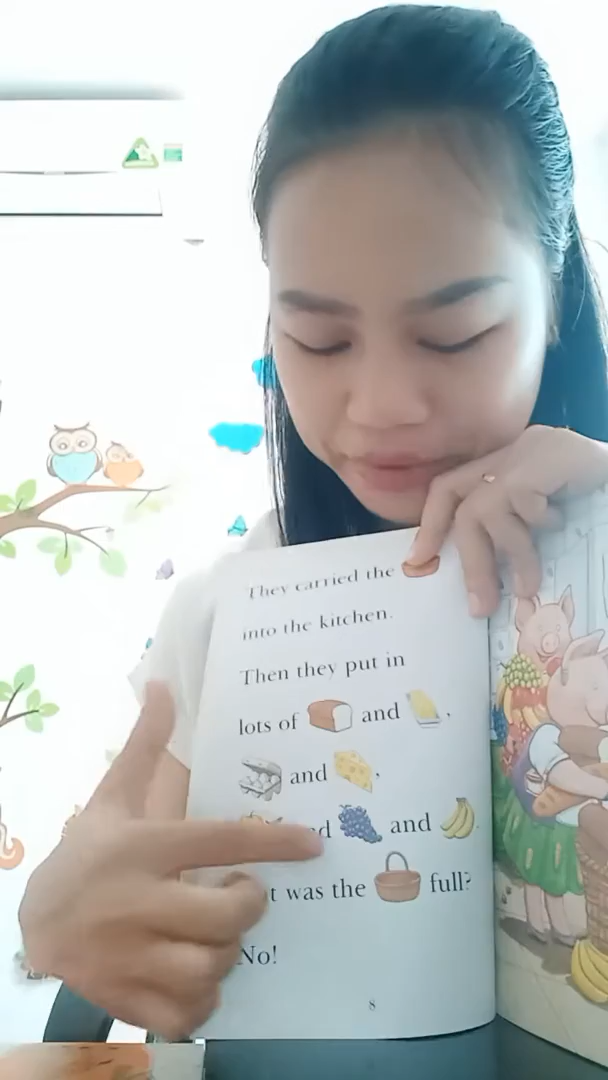 They carried the
into the kitchen.
Then they put in
lots of and ,
and ,
and .
was the full?
No!
8